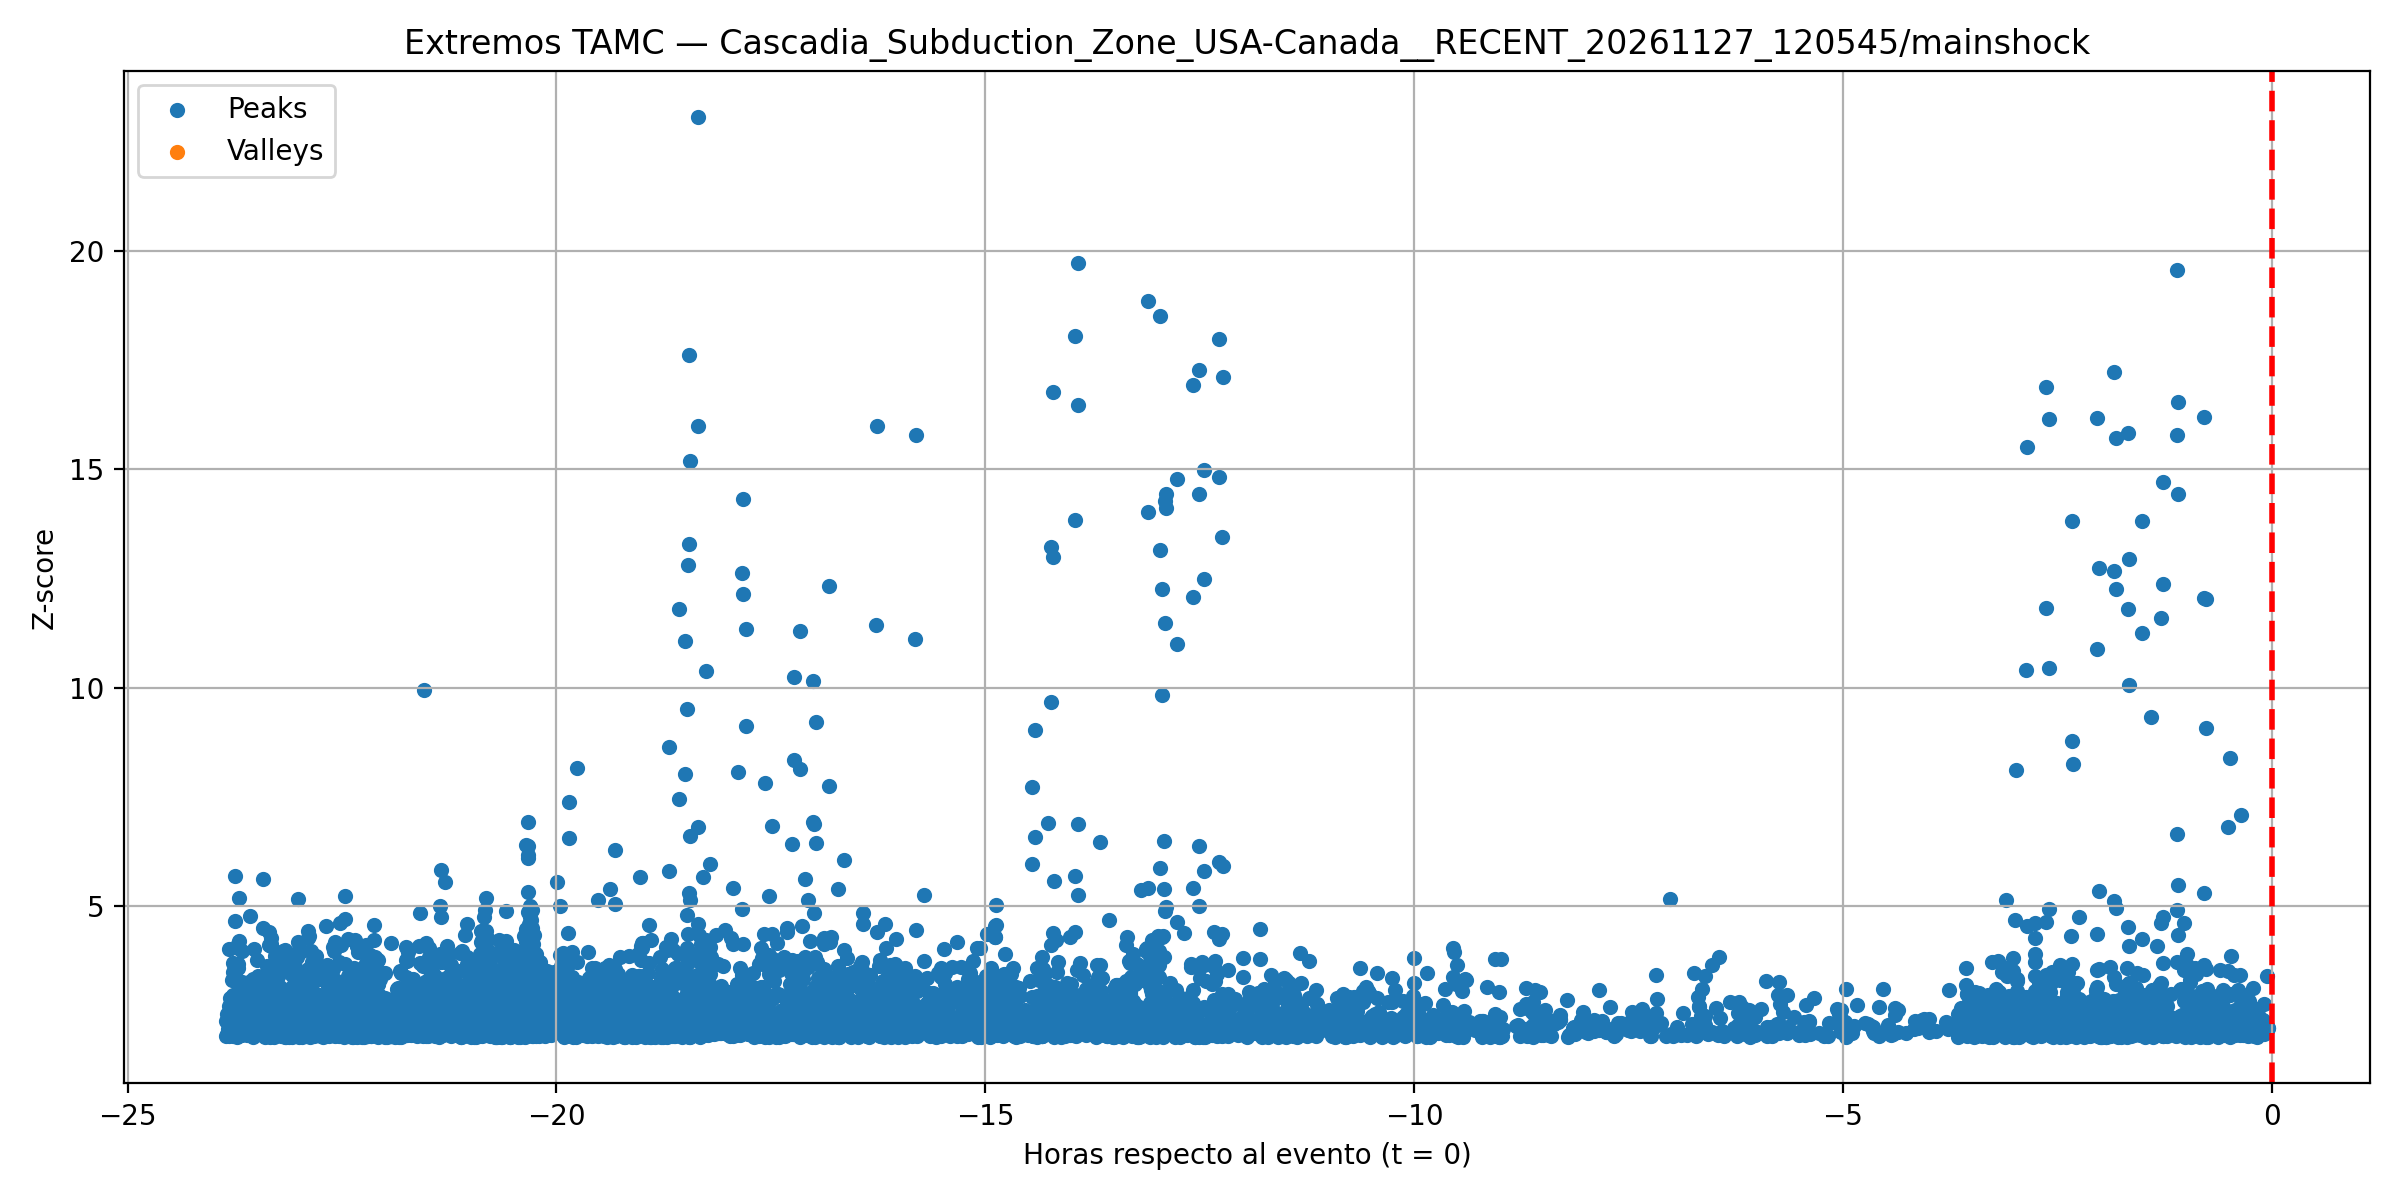 Extremos TAMC — Cascadia_Subduction_Zone_USA-Canada__RECENT_20261127_120545/mainshock
Peaks
Valleys
20
15
10
5
Z-score
−25
−20
−15
−10
−5
0
Horas respecto al evento (t = 0)